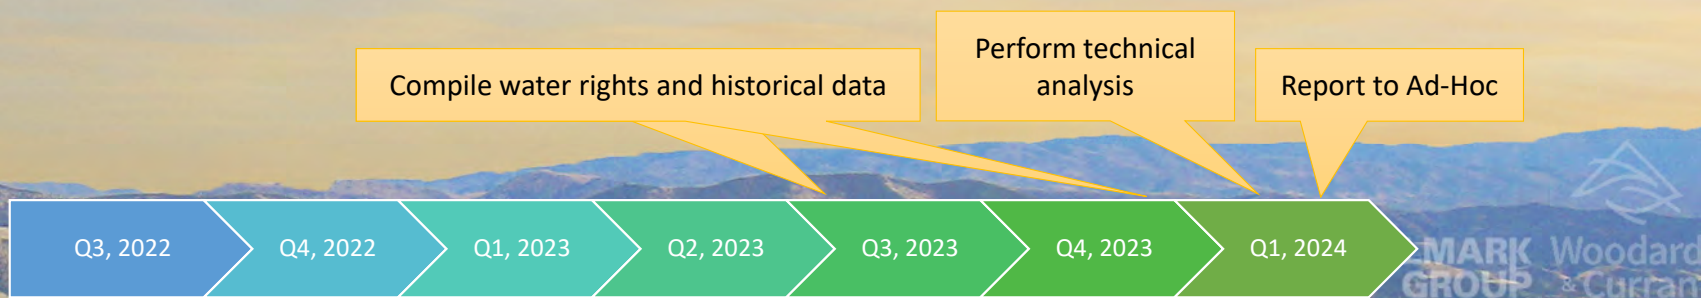 Compile water rights and historical data
Perform technical
analysis
Report to Ad-Hoc
Q3, 2022
Q4, 2022
Q1, 2023
Q2, 2023
Q3, 2023
Q4, 2023
Q1, 2024
MARK
GROUP
Woodard
& Curran